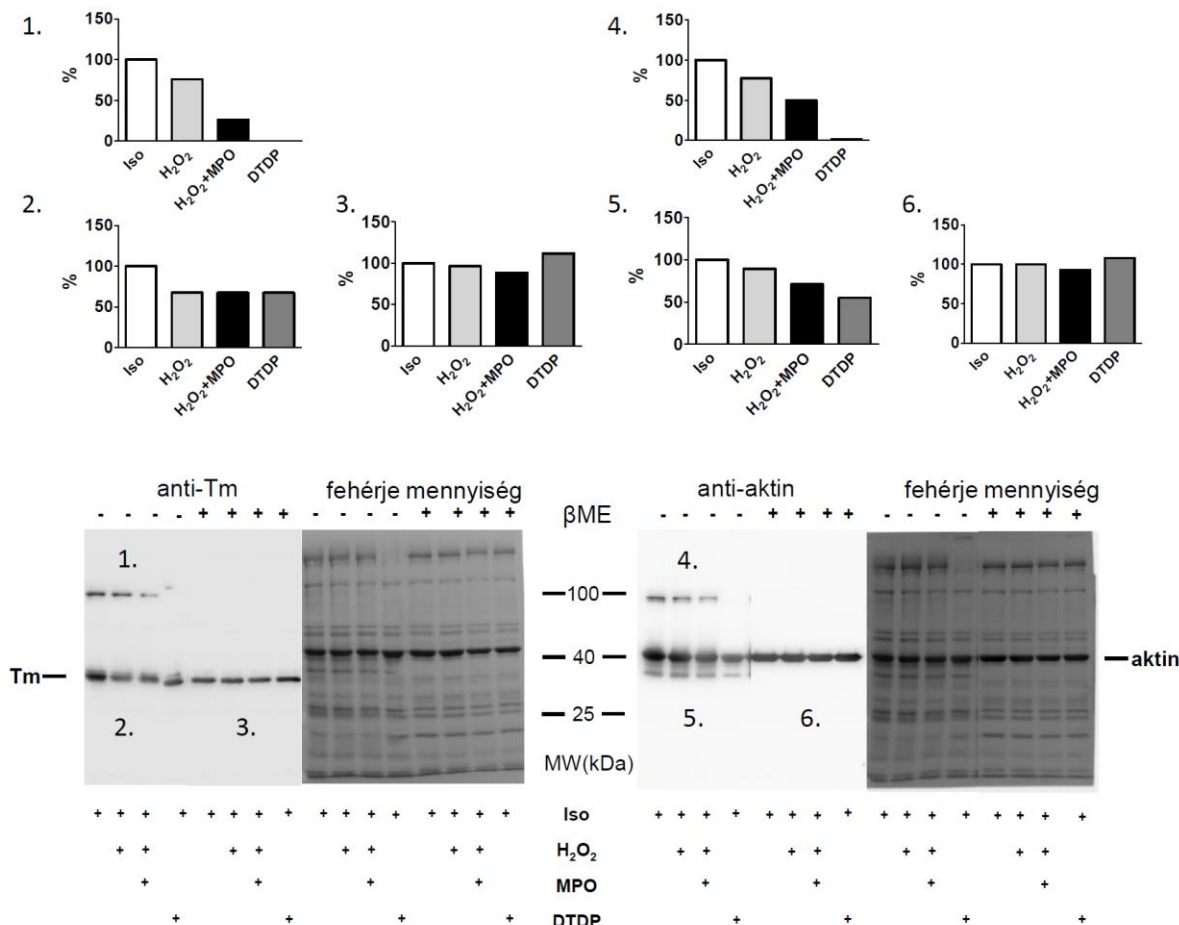 1.
150
100
50
0
%
Iso
H₂O₂
H₂O₂+MPO
DTDP
4.
150
100
50
0
%
Iso
H₂O₂
H₂O₂+MPO
DTDP
2.
150
100
50
0
%
Iso
H₂O₂
H₂O₂+MPO
DTDP
3.
150
100
50
0
%
Iso
H₂O₂
H₂O₂+MPO
DTDP
5.
150
100
50
0
%
Iso
H₂O₂
H₂O₂+MPO
DTDP
6.
150
100
50
0
%
Iso
H₂O₂
H₂O₂+MPO
DTDP
anti-Tm
fehérje mennyiség
anti-aktin
fehérje mennyiség
- - - - + + + +
- - - - + + + +
βME
- - - - + + + +
- - - - + + + +
1.
4.
100
Tm
40
aktin
2.
3.
25
5.
6.
MW(kDa)
+ + + + + + + + + + + + +
Iso
+ + + + + + + + + + + + + + +
+ + + + + + + +
H₂O₂
+ + + + + + + +
+ + + +
MPO
+ + + +
+ + + +
DTDP
+ + + +